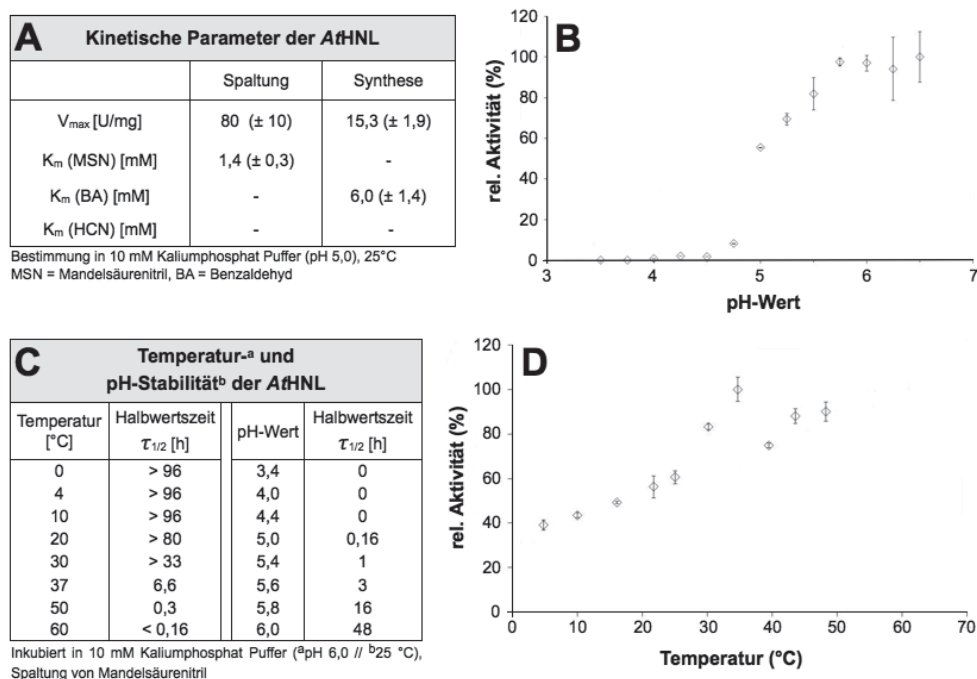 A
Kinetische Parameter der AtHNL
Spaltung Synthese
Vmax [U/mg] 80 (± 10) 15,3 (± 1,9)
Km (MSN) [mM] 1,4 (± 0,3) -
Km (BA) [mM] - 6,0 (± 1,4)
Km (HCN) [mM] - -
Bestimmung in 10 mM Kaliumphosphat Puffer (pH 5,0), 25°C
MSN = Mandelsäurenitril, BA = Benzaldehyd
B
rel. Aktivität (%)
120
100
80
60
40
20
0
3 4 5 6 7
pH-Wert
C
Temperatur-a und
pH-Stabilitätb der AtHNL
Temperatur Halbwertszeit pH-Wert Halbwertszeit
[°C] τ1/2 [h] τ1/2 [h]
0 > 96 3,4 0
4 > 96 4,0 0
10 > 96 4,4 0
20 > 80 5,0 0,16
30 > 33 5,4 1
37 6,6 5,6 3
50 0,3 5,8 16
60 < 0,16 6,0 48
Inkubiert in 10 mM Kaliumphosphat Puffer (apH 6,0 // b25 °C),
Spaltung von Mandelsäurenitril
D
rel. Aktivität (%)
120
100
80
60
40
20
0
0 10 20 30 40 50 60 70
Temperatur (°C)